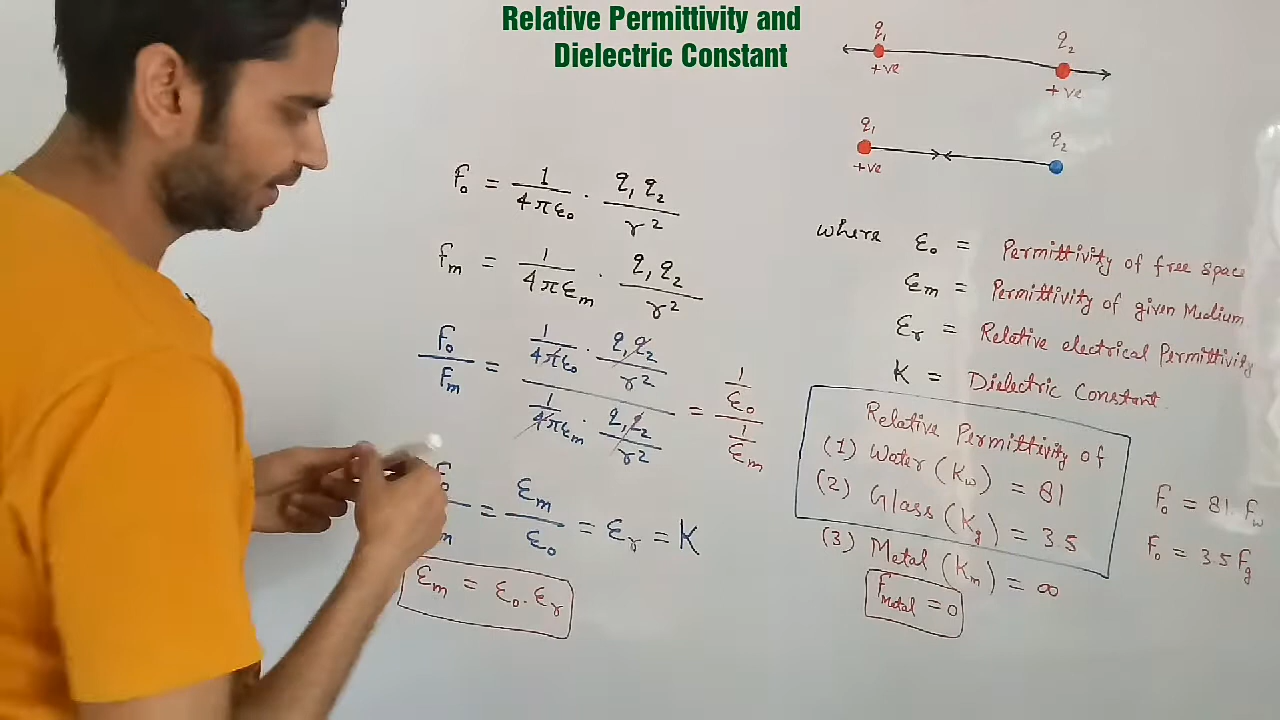 Relative Permittivity and
Dielectric Constant
q₁ q₂
+ve +ve
q₁ q₂
+ve
F₀ = 1/4πε₀ · q₁q₂/r²
Fm = 1/4πεm · q₁q₂/r²
F₀/Fm = (1/4πε₀ · q₁q₂/r²)/(1/4πεm · q₁q₂/r²) = (1/ε₀)/(1/εm)
F₀/m = εm/ε₀ = εr = K
εm = ε₀·εr
where ε₀ = Permittivity of free space
εm = Permittivity of given Medium
εr = Relative electrical Permittivity
K = Dielectric Constant
Relative Permittivity of
(1) Water (Kw) = 81
(2) Glass (Kg) = 3.5
(3) Metal (Km) = ∞
FMetal = 0
F₀ = 81 Fw
F₀ = 3.5 Fg